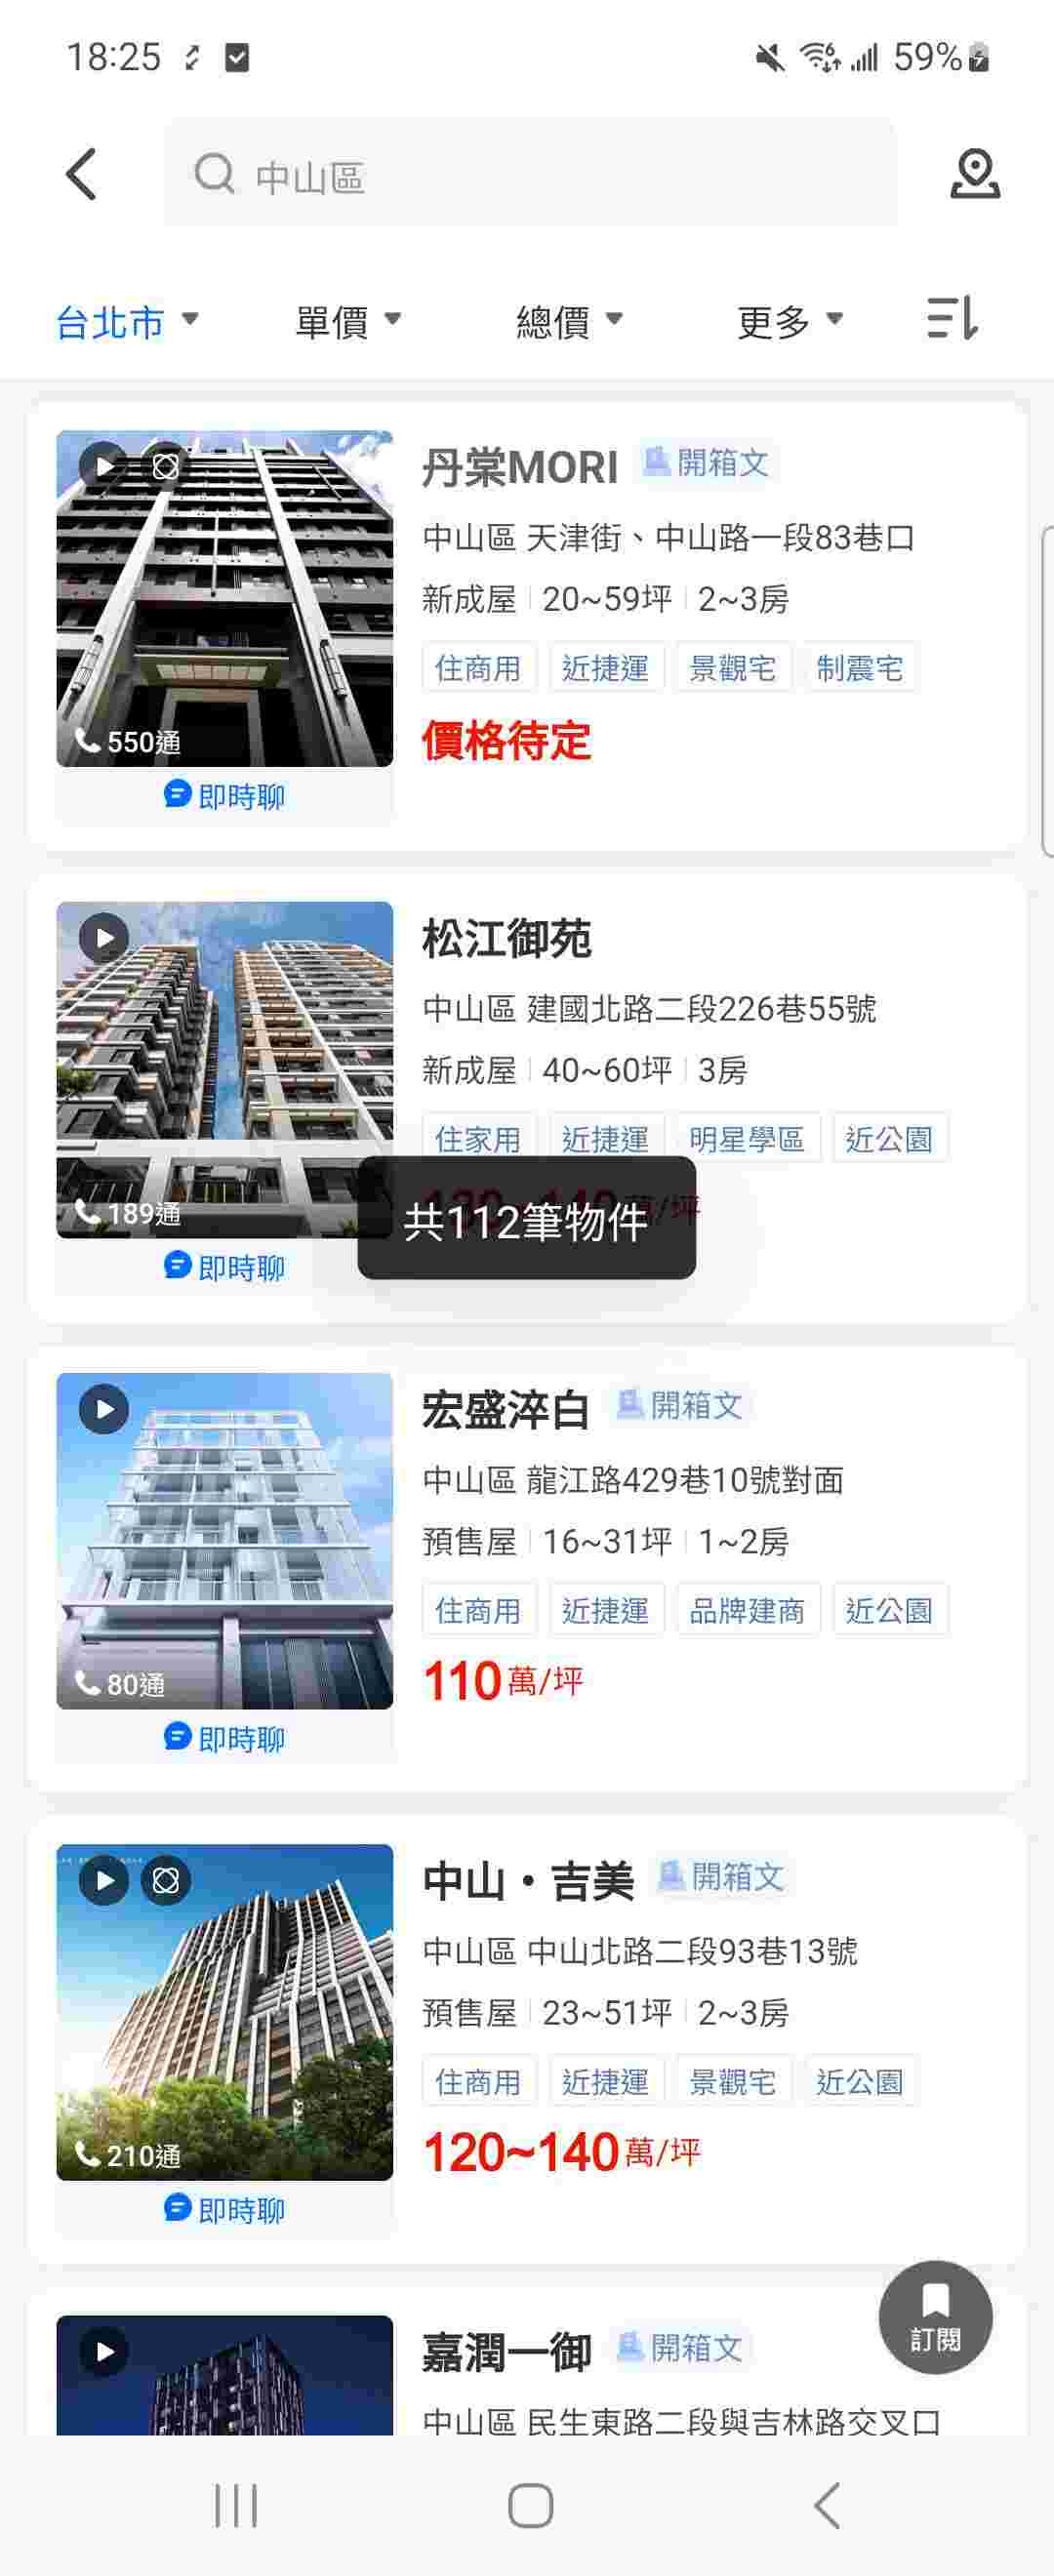 18:25
59%
中山區
台北市 單價 總價 更多
丹棠MORI 開箱文
中山區 天津街、中山路一段83巷口
新成屋 20~59坪 2~3房
住商用 近捷運 景觀宅 制震宅
價格待定
550通
即時聊
松江御苑
中山區 建國北路二段226巷55號
新成屋 40~60坪 3房
住家用 近捷運 明星學區 近公園
萬/坪
189通
共112筆物件
即時聊
宏盛淬白 開箱文
中山區 龍江路429巷10號對面
預售屋 16~31坪 1~2房
住商用 近捷運 品牌建商 近公園
110萬/坪
80通
即時聊
中山・吉美 開箱文
中山區 中山北路二段93巷13號
預售屋 23~51坪 2~3房
住商用 近捷運 景觀宅 近公園
120~140萬/坪
210通
即時聊
訂閱
嘉潤一御 開箱文
中山區 民生東路二段與吉林路交叉口